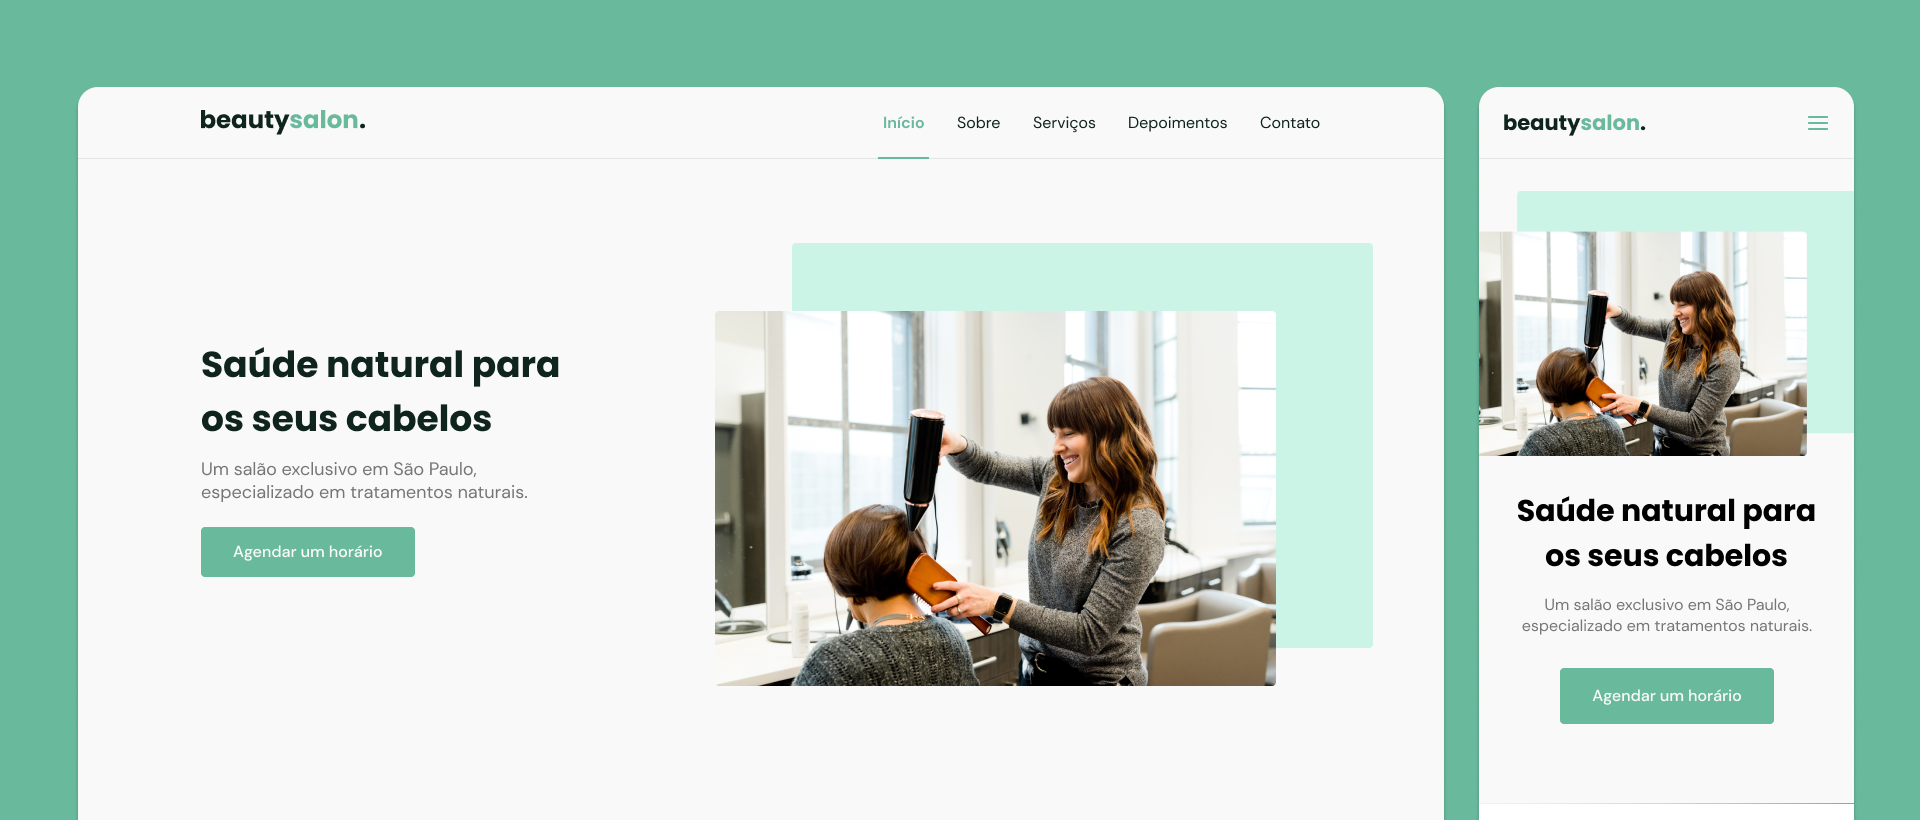 beautysalon.
Início Sobre Serviços Depoimentos Contato
Saúde natural para
os seus cabelos
Um salão exclusivo em São Paulo,
especializado em tratamentos naturais.
Agendar um horário
beautysalon.
Saúde natural para
os seus cabelos
Um salão exclusivo em São Paulo,
especializado em tratamentos naturais.
Agendar um horário